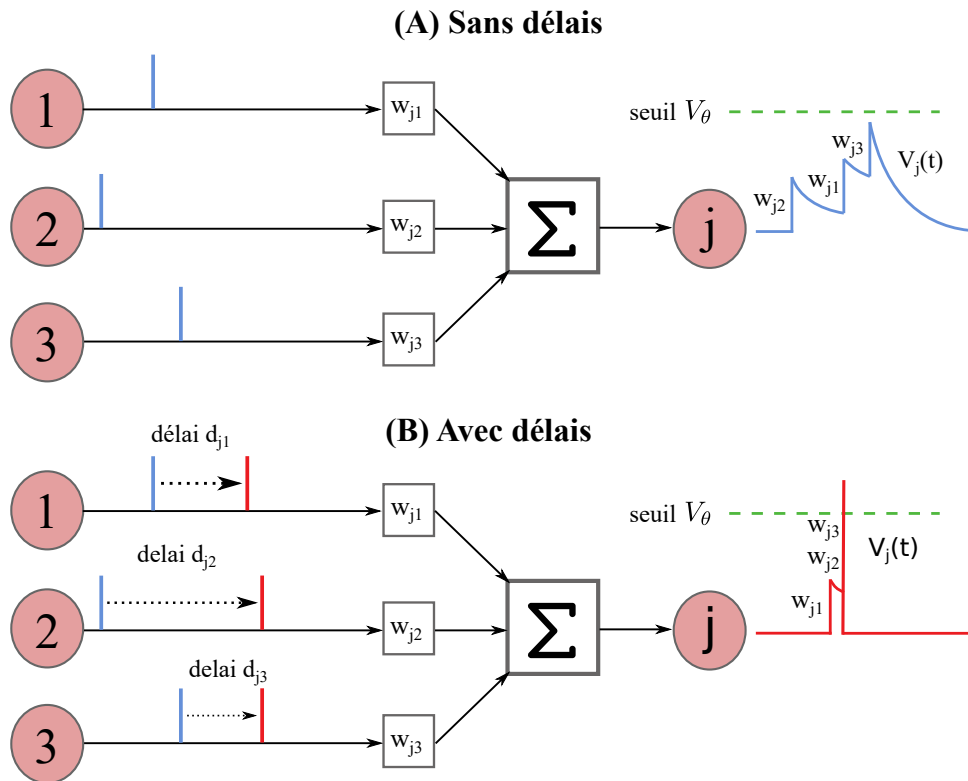 (A) Sans délais
1
w_j1
seuil V_θ
w_j3
w_j1
V_j(t)
w_j2
2
w_j2
Σ
j
3
w_j3
(B) Avec délais
délai d_j1
1
w_j1
seuil V_θ
w_j3
V_j(t)
w_j2
w_j1
delai d_j2
2
w_j2
Σ
j
delai d_j3
3
w_j3